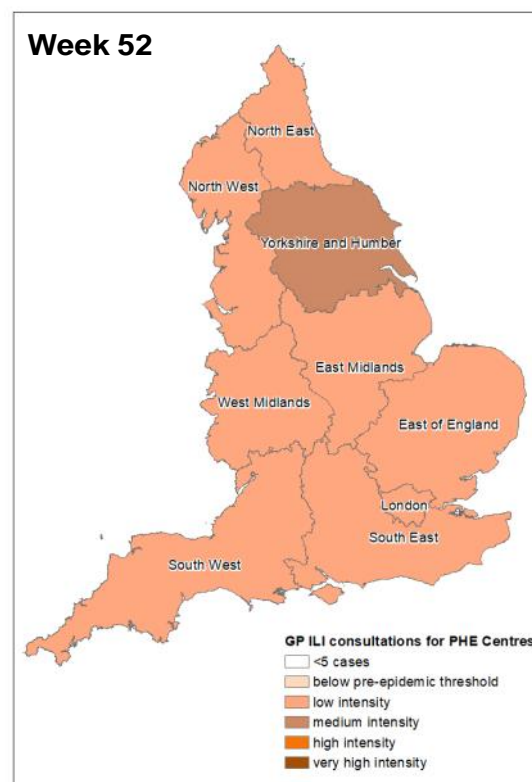 Week 52
North East
North West
Yorkshire and Humber
East Midlands
West Midlands
East of England
London
South East
South West
GP ILI consultations for PHE Centres
<5 cases
below pre-epidemic threshold
low intensity
medium intensity
high intensity
very high intensity